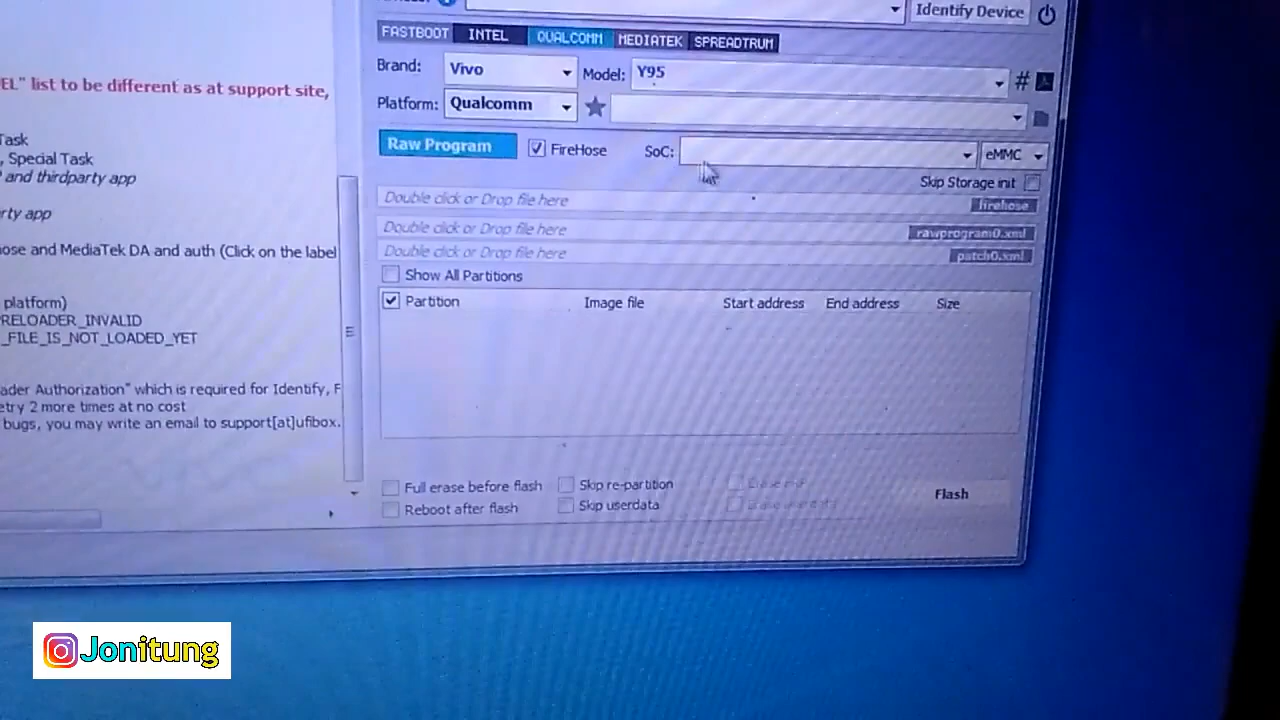 Identify Device
FASTBOOT INTEL QUALCOMM MEDIATEK SPREADTRUM
Brand: Vivo Model: Y95 #
Platform: Qualcomm
Raw Program FireHose SoC: eMMC
Skip Storage init
Double click or Drop file here firehose
Double click or Drop file here rawprogram0.xml
Double click or Drop file here patch0.xml
Show All Partitions
Partition Image file Start address End address Size
Full erase before flash Skip re-partition
Reboot after flash Skip userdata
Flash
EL" list to be different as at support site,
Task
, Special Task
and thirdparty app
rty app
ose and MediaTek DA and auth (Click on the label
platform)
RELOADER_INVALID
_FILE_IS_NOT_LOADED_YET
ader Authorization" which is required for Identify, F
etry 2 more times at no cost
bugs, you may write an email to support[at]ufibox.
Jonitung